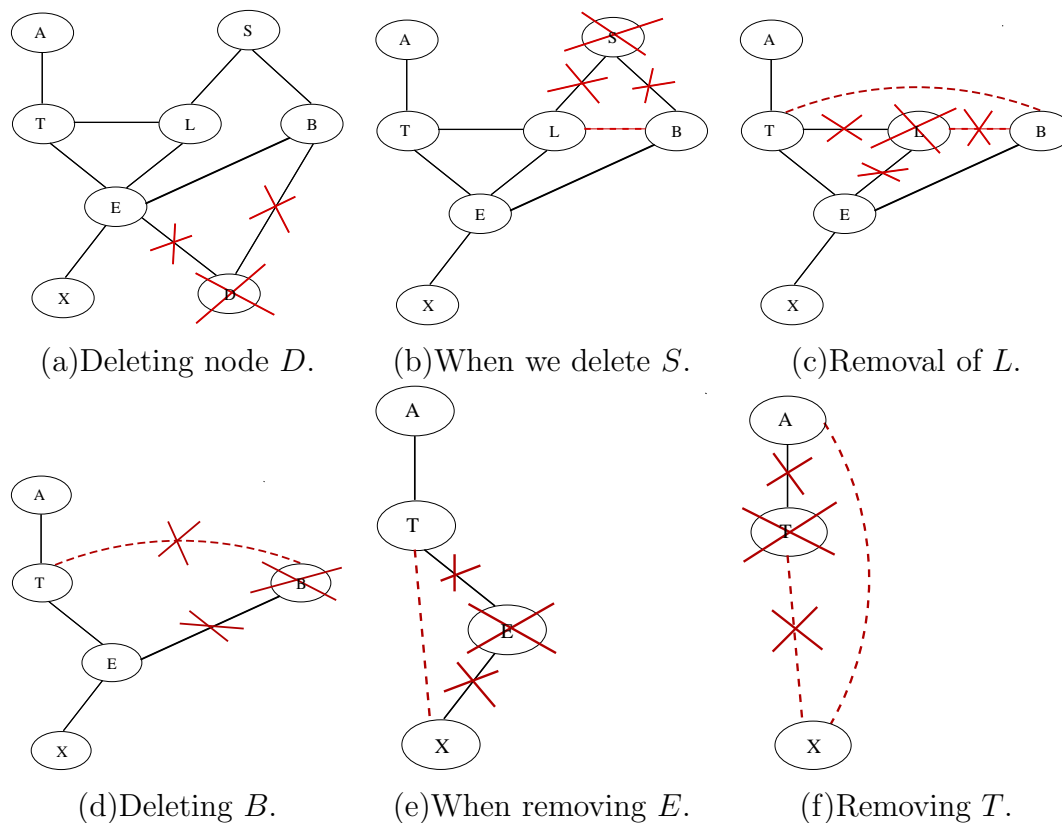 A
S
T
L
B
E
X
D
(a)Deleting node D.
A
S
T
L
B
E
X
(b)When we delete S.
A
T
L
B
E
X
(c)Removal of L.
A
T
B
E
X
(d)Deleting B.
A
T
E
X
(e)When removing E.
A
T
X
(f)Removing T.